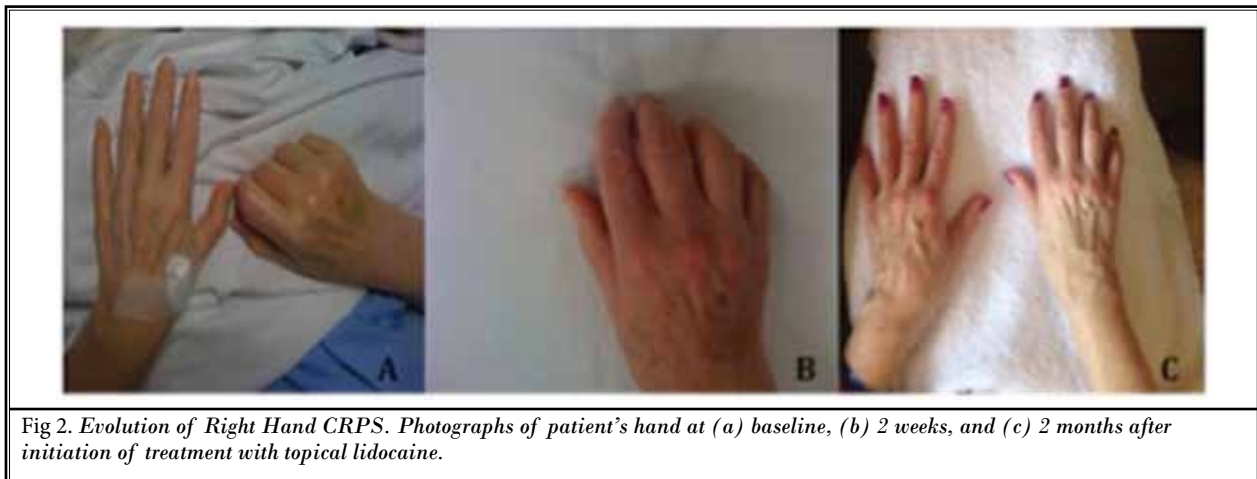 A
B
C
Fig 2. Evolution of Right Hand CRPS. Photographs of patient's hand at (a) baseline, (b) 2 weeks, and (c) 2 months after
initiation of treatment with topical lidocaine.